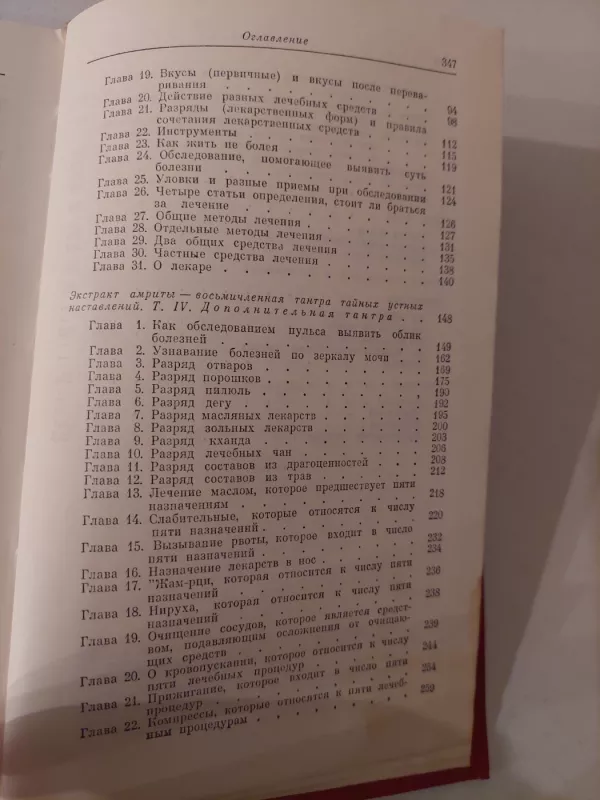 Оглавление 347
Глава 19. Вкусы (первичные) и вкусы после перева-
ривания . . . . . . . . . . . . 94
Глава 20. Действие разных лечебных средств . . . 98
Глава 21. Разряды (лекарственных форм) и правила
сочетания лекарственных средств . . . . 112
Глава 22. Инструменты . . . . . . . . . . 115
Глава 23. Как жить не болея . . . . . . . . 119
Глава 24. Обследование, помогающее выявить суть
болезни . . . . . . . . . . . . 121
Глава 25. Уловки и разные приемы при обследовании 124
Глава 26. Четыре статьи определения, стоит ли браться
за лечение . . . . . . . . . . . 126
Глава 27. Общие методы лечения . . . . . . . 127
Глава 28. Отдельные методы лечения . . . . . . 131
Глава 29. Два общих средства лечения . . . . . 135
Глава 30. Частные средства лечения . . . . . . 138
Глава 31. О лекаре . . . . . . . . . . . 140
Экстракт амриты — восьмичленная тантра тайных устных
наставлений. Т. IV. Дополнительная тантра . . 148
Глава 1. Как обследованием пульса выявить облик
болезней . . . . . . . . . . . . 149
Глава 2. Узнавание болезней по зеркалу мочи . . 162
Глава 3. Разряд отваров . . . . . . . . . 169
Глава 4. Разряд порошков . . . . . . . . . 175
Глава 5. Разряд пилюль . . . . . . . . . 190
Глава 6. Разряд дегу . . . . . . . . . . 192
Глава 7. Разряд масляных лекарств . . . . . . 195
Глава 8. Разряд зольных лекарств . . . . . . 200
Глава 9. Разряд кханда . . . . . . . . . 203
Глава 10. Разряд лечебных чан . . . . . . . 206
Глава 11. Разряд составов из драгоценностей . . . 208
Глава 12. Разряд составов из трав . . . . . . 212
Глава 13. Лечение маслом, которое предшествует пяти
назначениям . . . . . . . . . . 218
Глава 14. Слабительные, которые относятся к числу
пяти назначений . . . . . . . . . 220
Глава 15. Вызывание рвоты, которое входит в число
пяти назначений . . . . . . . . . 232
Глава 16. Назначение лекарств в нос . . . . . . 234
Глава 17. "Жам-рци, которая относится к числу пяти
назначений . . . . . . . . . . . 236
Глава 18. Нируха, которая относится к числу пяти
назначений . . . . . . . . . . . 238
Глава 19. Очищение сосудов, которое является средст-
вом, подавляющим осложнения от очищаю-
щих средств . . . . . . . . . . . 239
Глава 20. О кровопускании, которое относится к числу
пяти лечебных процедур . . . . . . . 244
Глава 21. Прижигание, которое входит в число пяти
процедур . . . . . . . . . . . . 254
Глава 22. Компрессы, которые относятся к пяти лечеб-
ным процедурам . . . . . . . . . 259